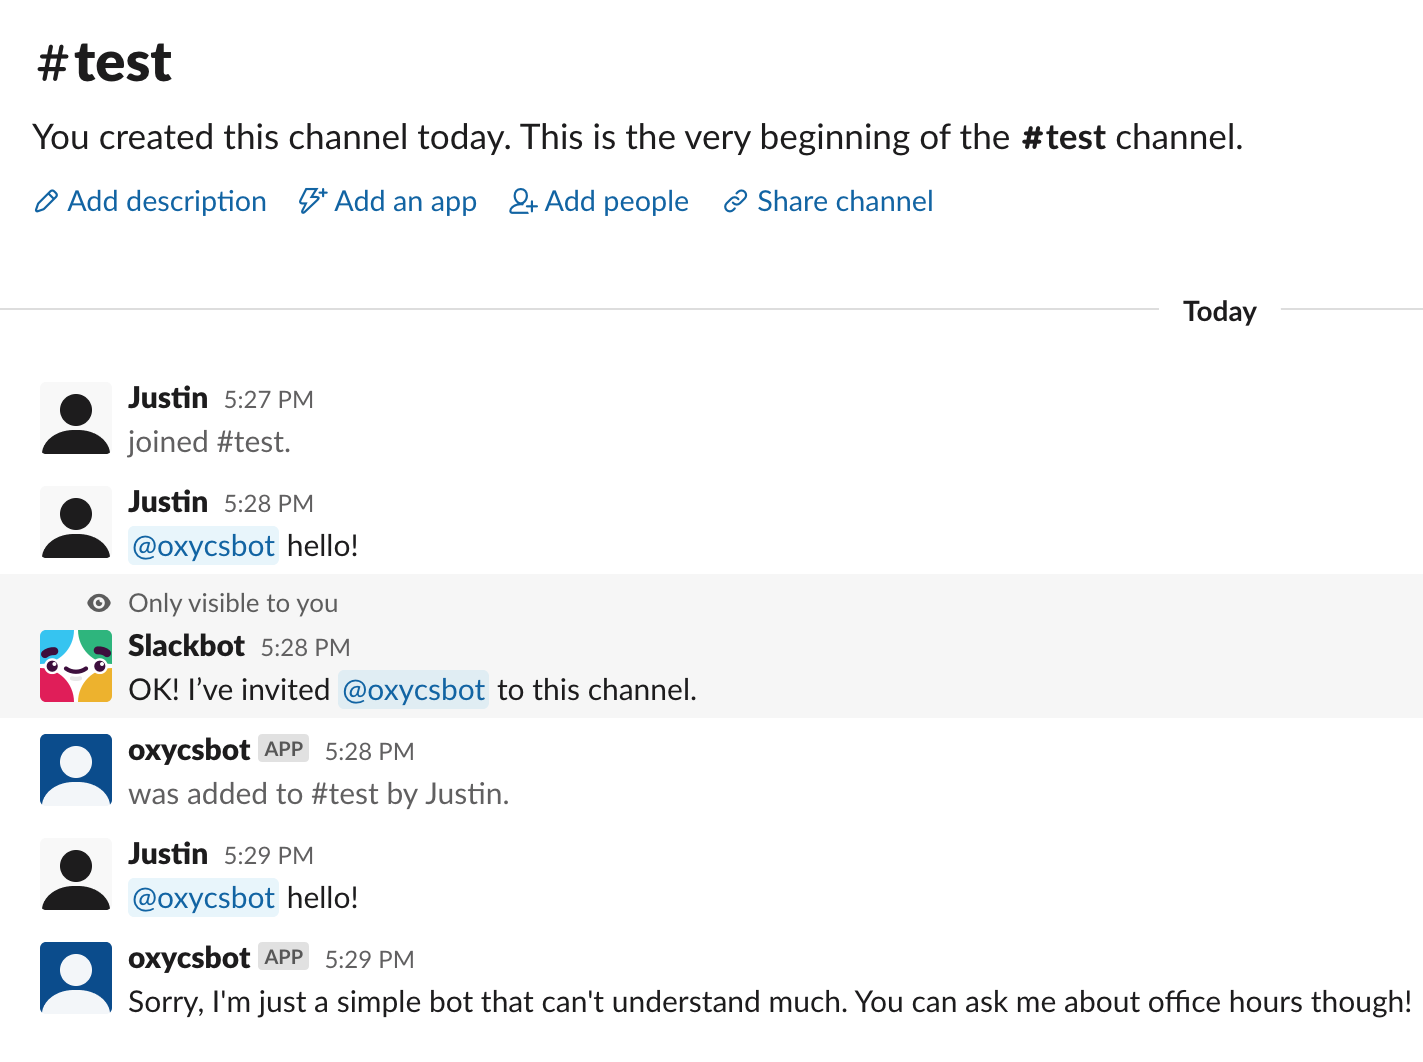 #test
You created this channel today. This is the very beginning of the #test channel.
Add description Add an app Add people Share channel
Today
Justin 5:27 PM
joined #test.
Justin 5:28 PM
@oxycsbot hello!
Only visible to you
Slackbot 5:28 PM
OK! I’ve invited @oxycsbot to this channel.
oxycsbot APP 5:28 PM
was added to #test by Justin.
Justin 5:29 PM
@oxycsbot hello!
oxycsbot APP 5:29 PM
Sorry, I'm just a simple bot that can't understand much. You can ask me about office hours though!